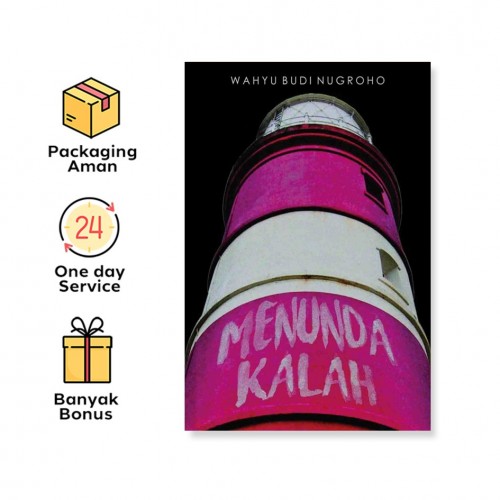 WAHYU BUDI NUGROHO
Packaging
Aman
24
One day
Service
Banyak
Bonus
MENUNDA
KALAH